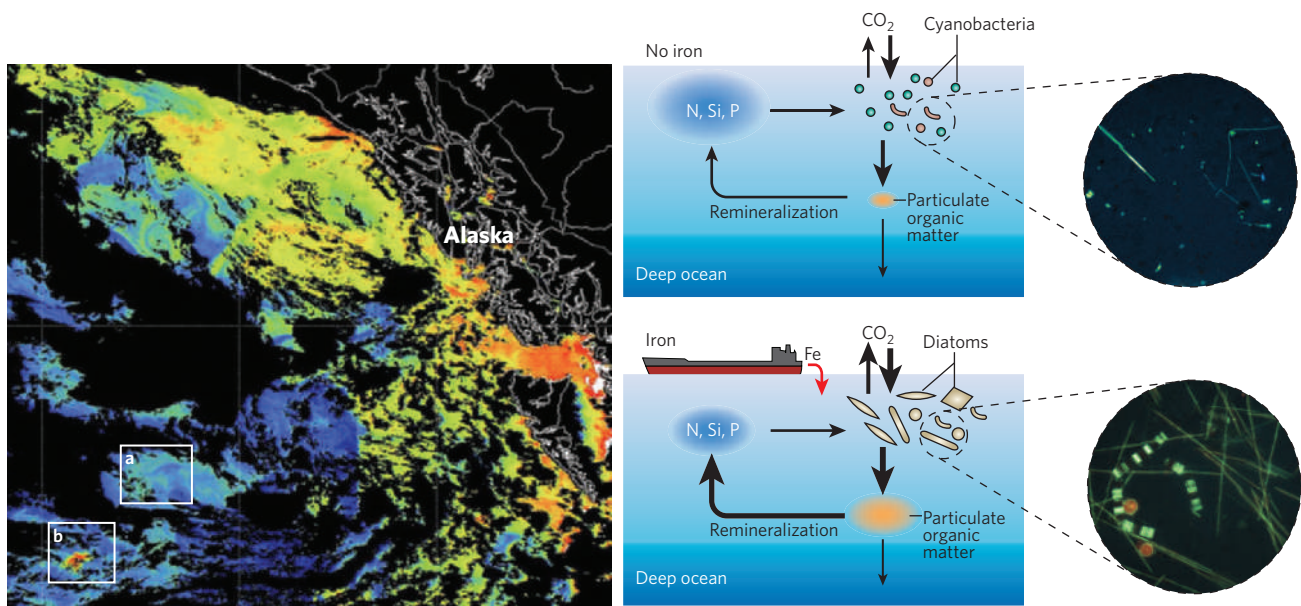 Alaska
a
b
No iron
CO2
Cyanobacteria
N, Si, P
Remineralization
Particulate
organic
matter
Deep ocean
Iron
Fe
CO2
Diatoms
N, Si, P
Remineralization
Particulate
organic
matter
Deep ocean